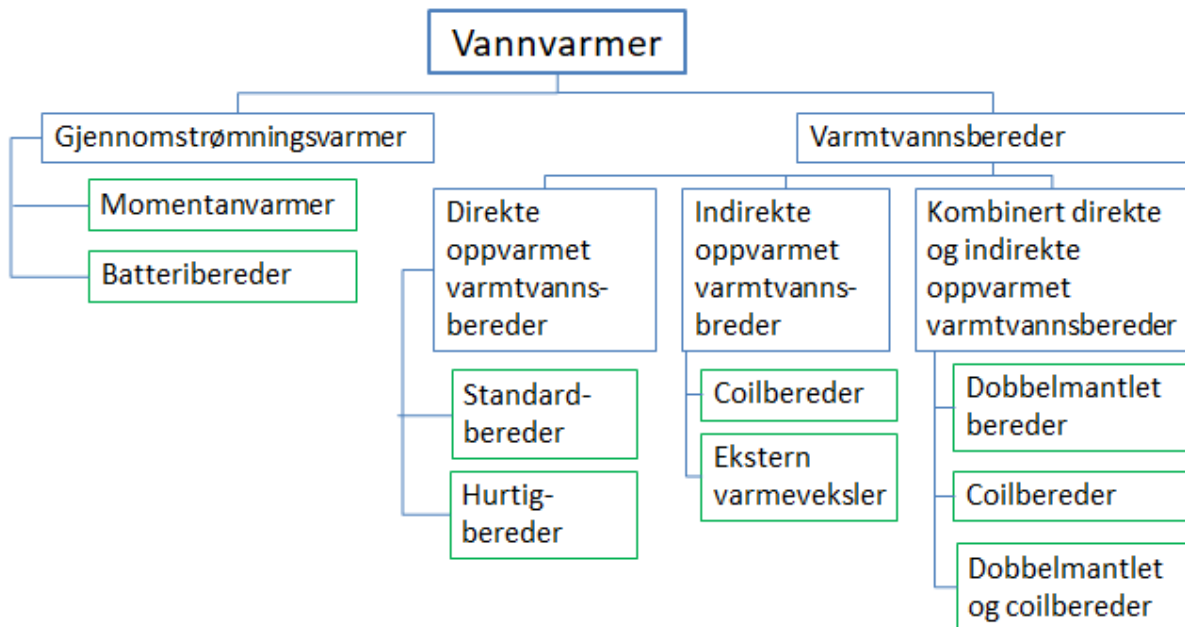 Vannvarmer
Gjennomstrømningsvarmer
Momentanvarmer
Batteribereder
Varmtvannsbereder
Direkte
oppvarmet
varmtvanns-
bereder
Standard-
bereder
Hurtig-
bereder
Indirekte
oppvarmet
varmtvanns-
breder
Coilbereder
Ekstern
varmeveksler
Kombinert direkte
og indirekte
oppvarmet
varmtvannsbereder
Dobbelmantlet
bereder
Coilbereder
Dobbelmantlet
og coilbereder